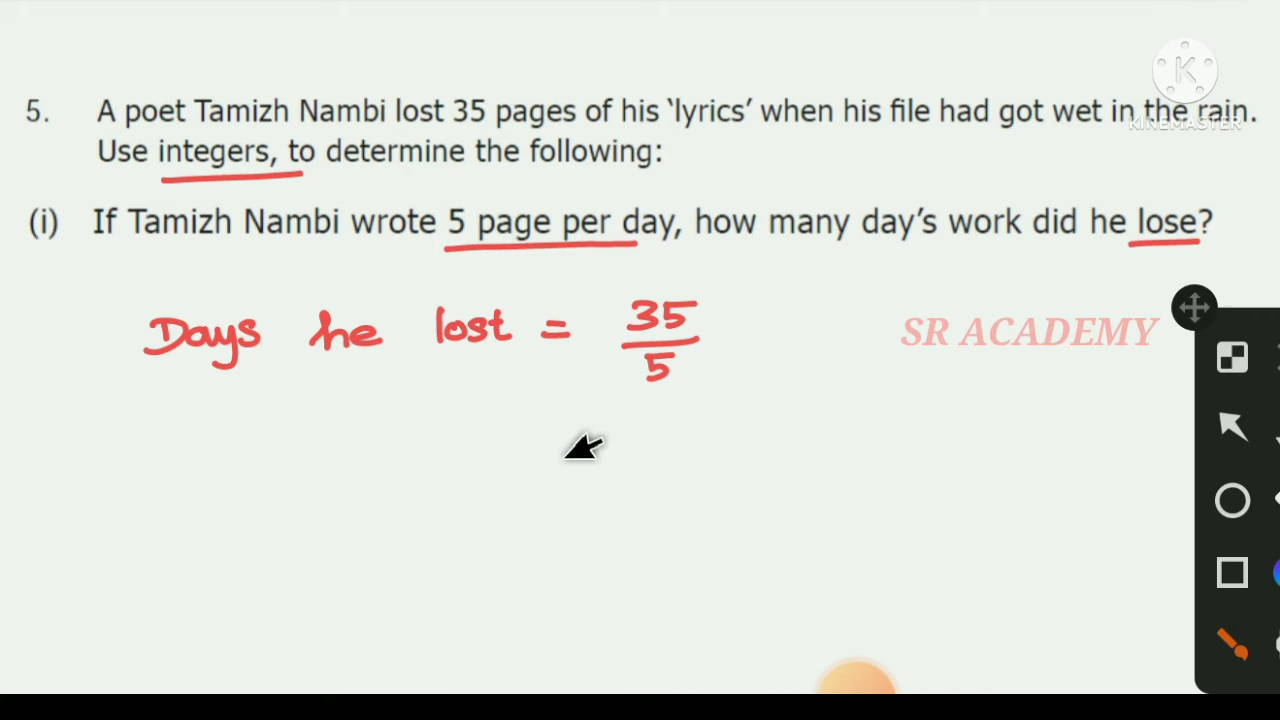 5. A poet Tamizh Nambi lost 35 pages of his ‘lyrics’ when his file had got wet in the rain.
KINEMASTER
Use integers, to determine the following:
(i) If Tamizh Nambi wrote 5 page per day, how many day’s work did he lose?
Days he lost = 35/5
SR ACADEMY